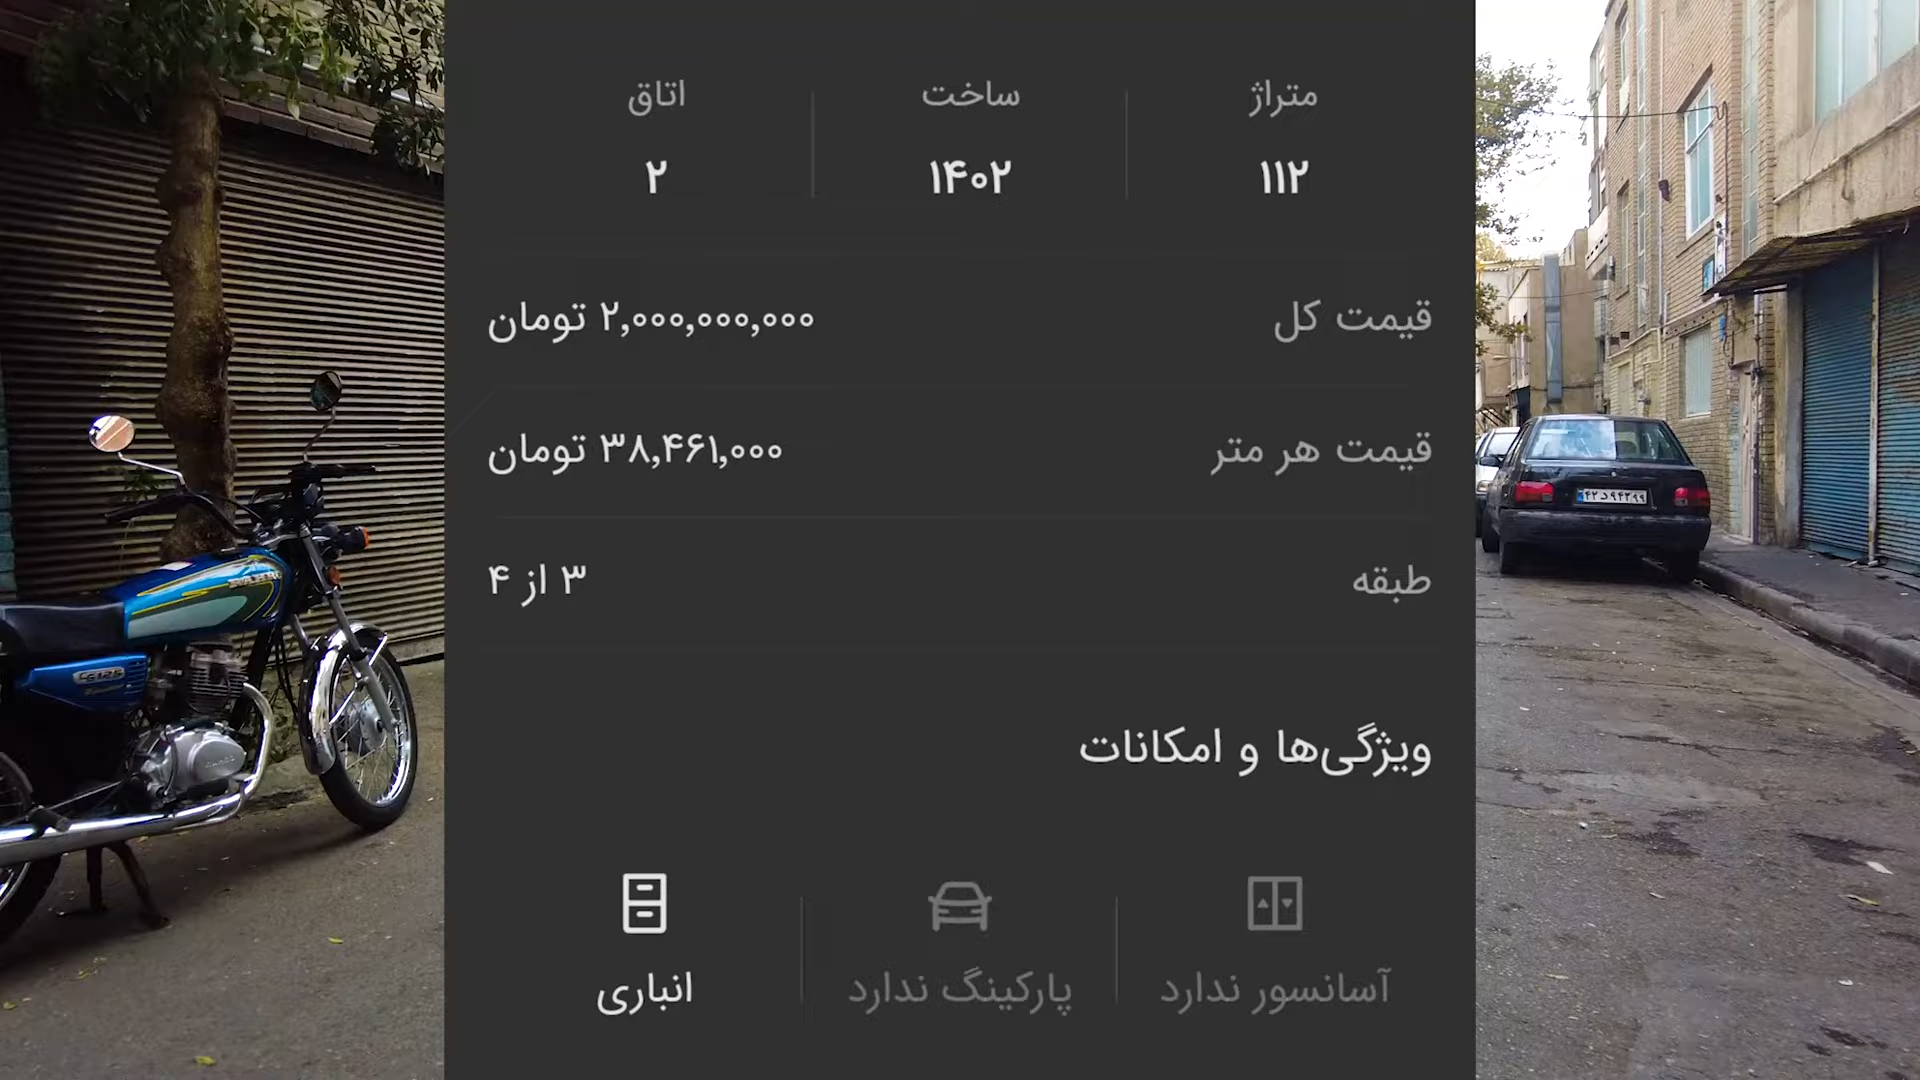 متراژ ساخت اتاق
۱۱۲ ۱۴۰۲ ۲
قیمت کل ۲,۰۰۰,۰۰۰,۰۰۰ تومان
قیمت هر متر ۳۸,۴۶۱,۰۰۰ تومان
طبقه ۳ از ۴
ویژگی‌ها و امکانات
آسانسور ندارد پارکینگ ندارد انباری
CG125